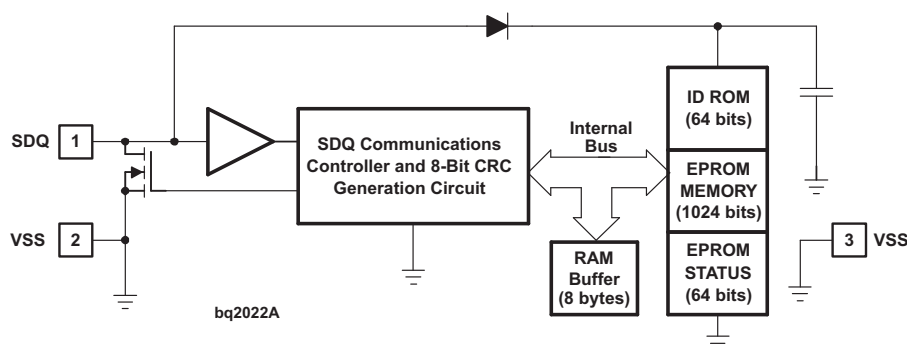 ID ROM
(64 bits)
SDQ
1
SDQ Communications
Controller and 8-Bit CRC
Generation Circuit
Internal
Bus
EPROM
MEMORY
(1024 bits)
VSS
2
RAM
Buffer
(8 bytes)
EPROM
STATUS
(64 bits)
3
VSS
bq2022A